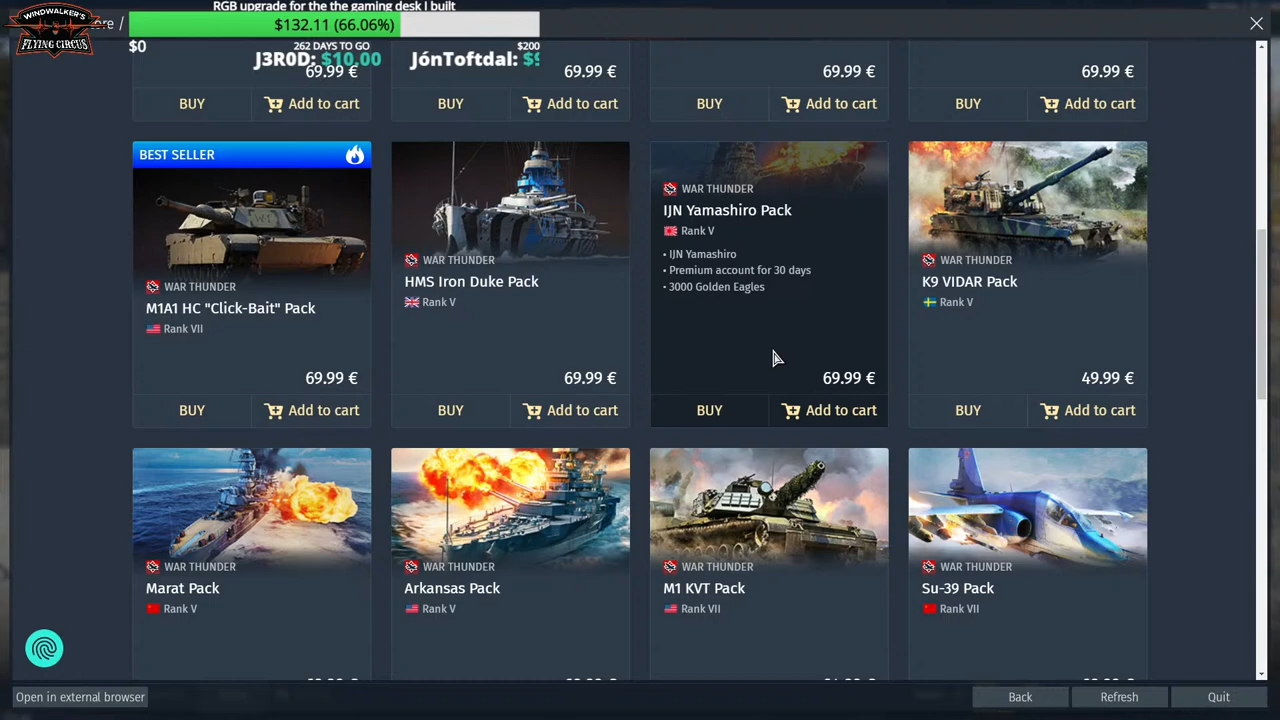 RGB upgrade for the the gaming desk I built
WINDWALKER'S
FLYING CIRCUS
/
$132.11 (66.06%)
$0
262 DAYS TO GO
$200
J3R0D: $10.00
JónToftdal:
69.99 €
69.99 €
69.99 €
69.99 €
BUY
Add to cart
BUY
Add to cart
BUY
Add to cart
BUY
Add to cart
BEST SELLER
WAR THUNDER
M1A1 HC "Click-Bait" Pack
Rank VII
69.99 €
BUY
Add to cart
WAR THUNDER
HMS Iron Duke Pack
Rank V
69.99 €
BUY
Add to cart
WAR THUNDER
IJN Yamashiro Pack
Rank V
• IJN Yamashiro
• Premium account for 30 days
• 3000 Golden Eagles
69.99 €
BUY
Add to cart
WAR THUNDER
K9 VIDAR Pack
Rank V
49.99 €
BUY
Add to cart
WAR THUNDER
Marat Pack
Rank V
WAR THUNDER
Arkansas Pack
Rank V
WAR THUNDER
M1 KVT Pack
Rank VII
WAR THUNDER
Su-39 Pack
Rank VII
Open in external browser
Back
Refresh
Quit